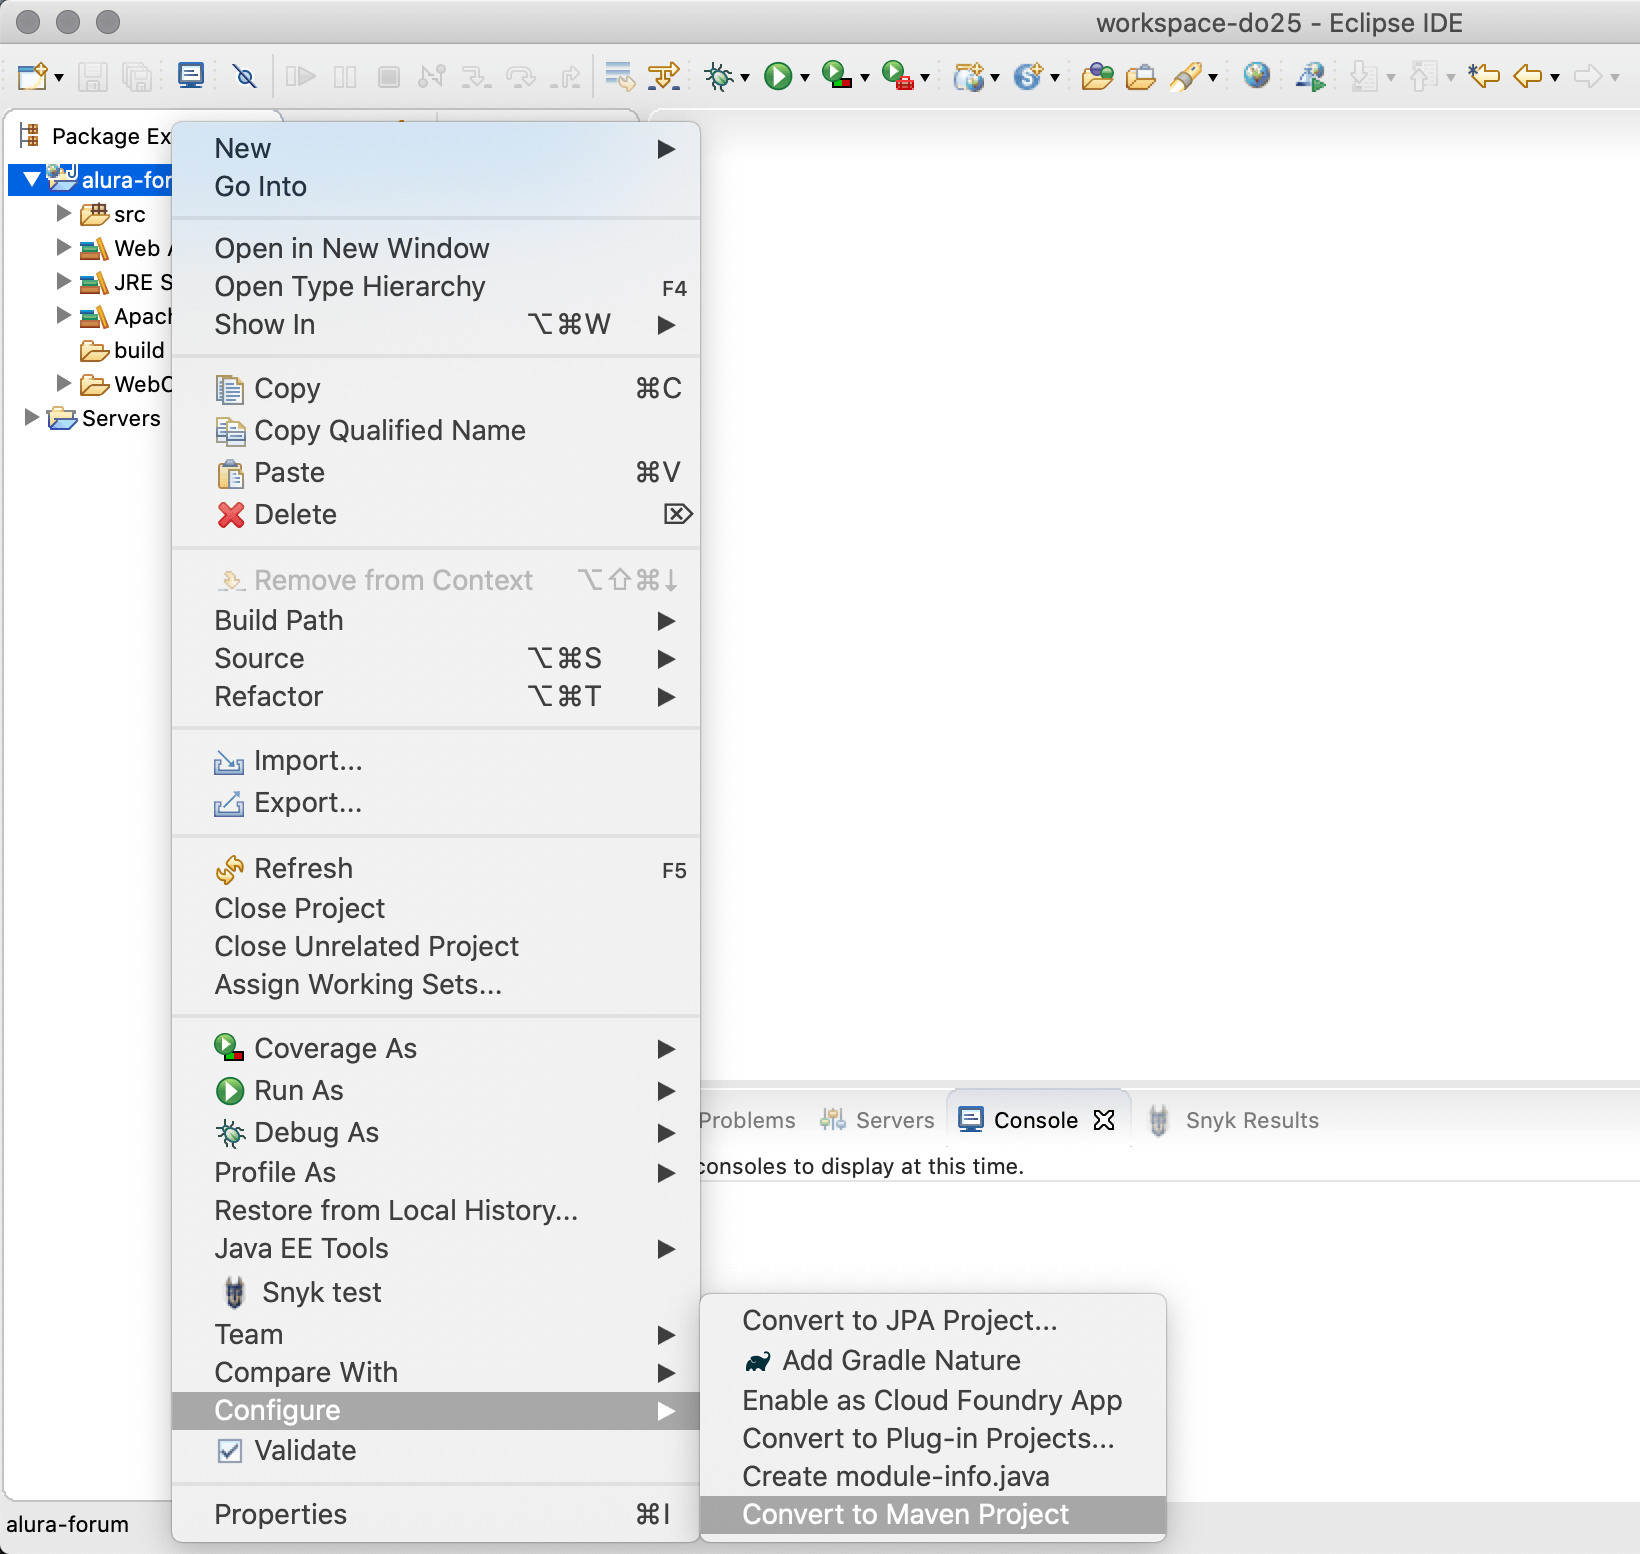 workspace-do25 - Eclipse IDE
Package Ex
alura-for
src
Web A
JRE S
Apach
build
WebC
Servers
New
Go Into
Open in New Window
Open Type Hierarchy F4
Show In ⌥⌘W
Copy ⌘C
Copy Qualified Name
Paste ⌘V
Delete ⌦
Remove from Context ⌥⇧⌘↓
Build Path
Source ⌥⌘S
Refactor ⌥⌘T
Import...
Export...
Refresh F5
Close Project
Close Unrelated Project
Assign Working Sets...
Coverage As
Run As
Debug As
Profile As
Restore from Local History...
Java EE Tools
Snyk test
Team
Compare With
Configure
Validate
Properties ⌘I
Convert to JPA Project...
Add Gradle Nature
Enable as Cloud Foundry App
Convert to Plug-in Projects...
Create module-info.java
Convert to Maven Project
Problems Servers Console Snyk Results
consoles to display at this time.
alura-forum